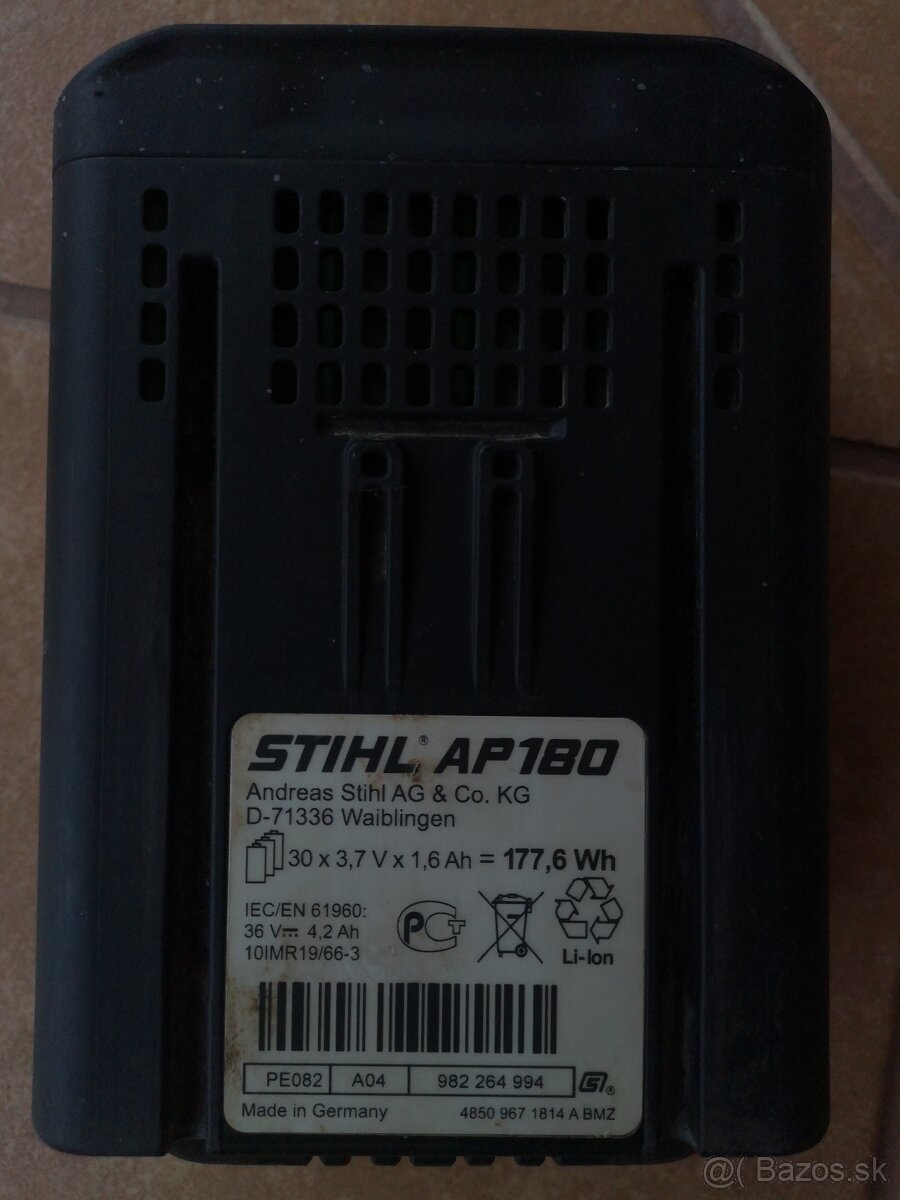 STIHL® AP180
Andreas Stihl AG & Co. KG
D-71336 Waiblingen
30 x 3,7 V x 1,6 Ah = 177,6 Wh
IEC/EN 61960:
36 V⎓ 4,2 Ah
10IMR19/66-3
PCT
Li-Ion
PE082 A04 982 264 994 ®
Made in Germany 4850 967 1814 A BMZ
@( Bazos.sk